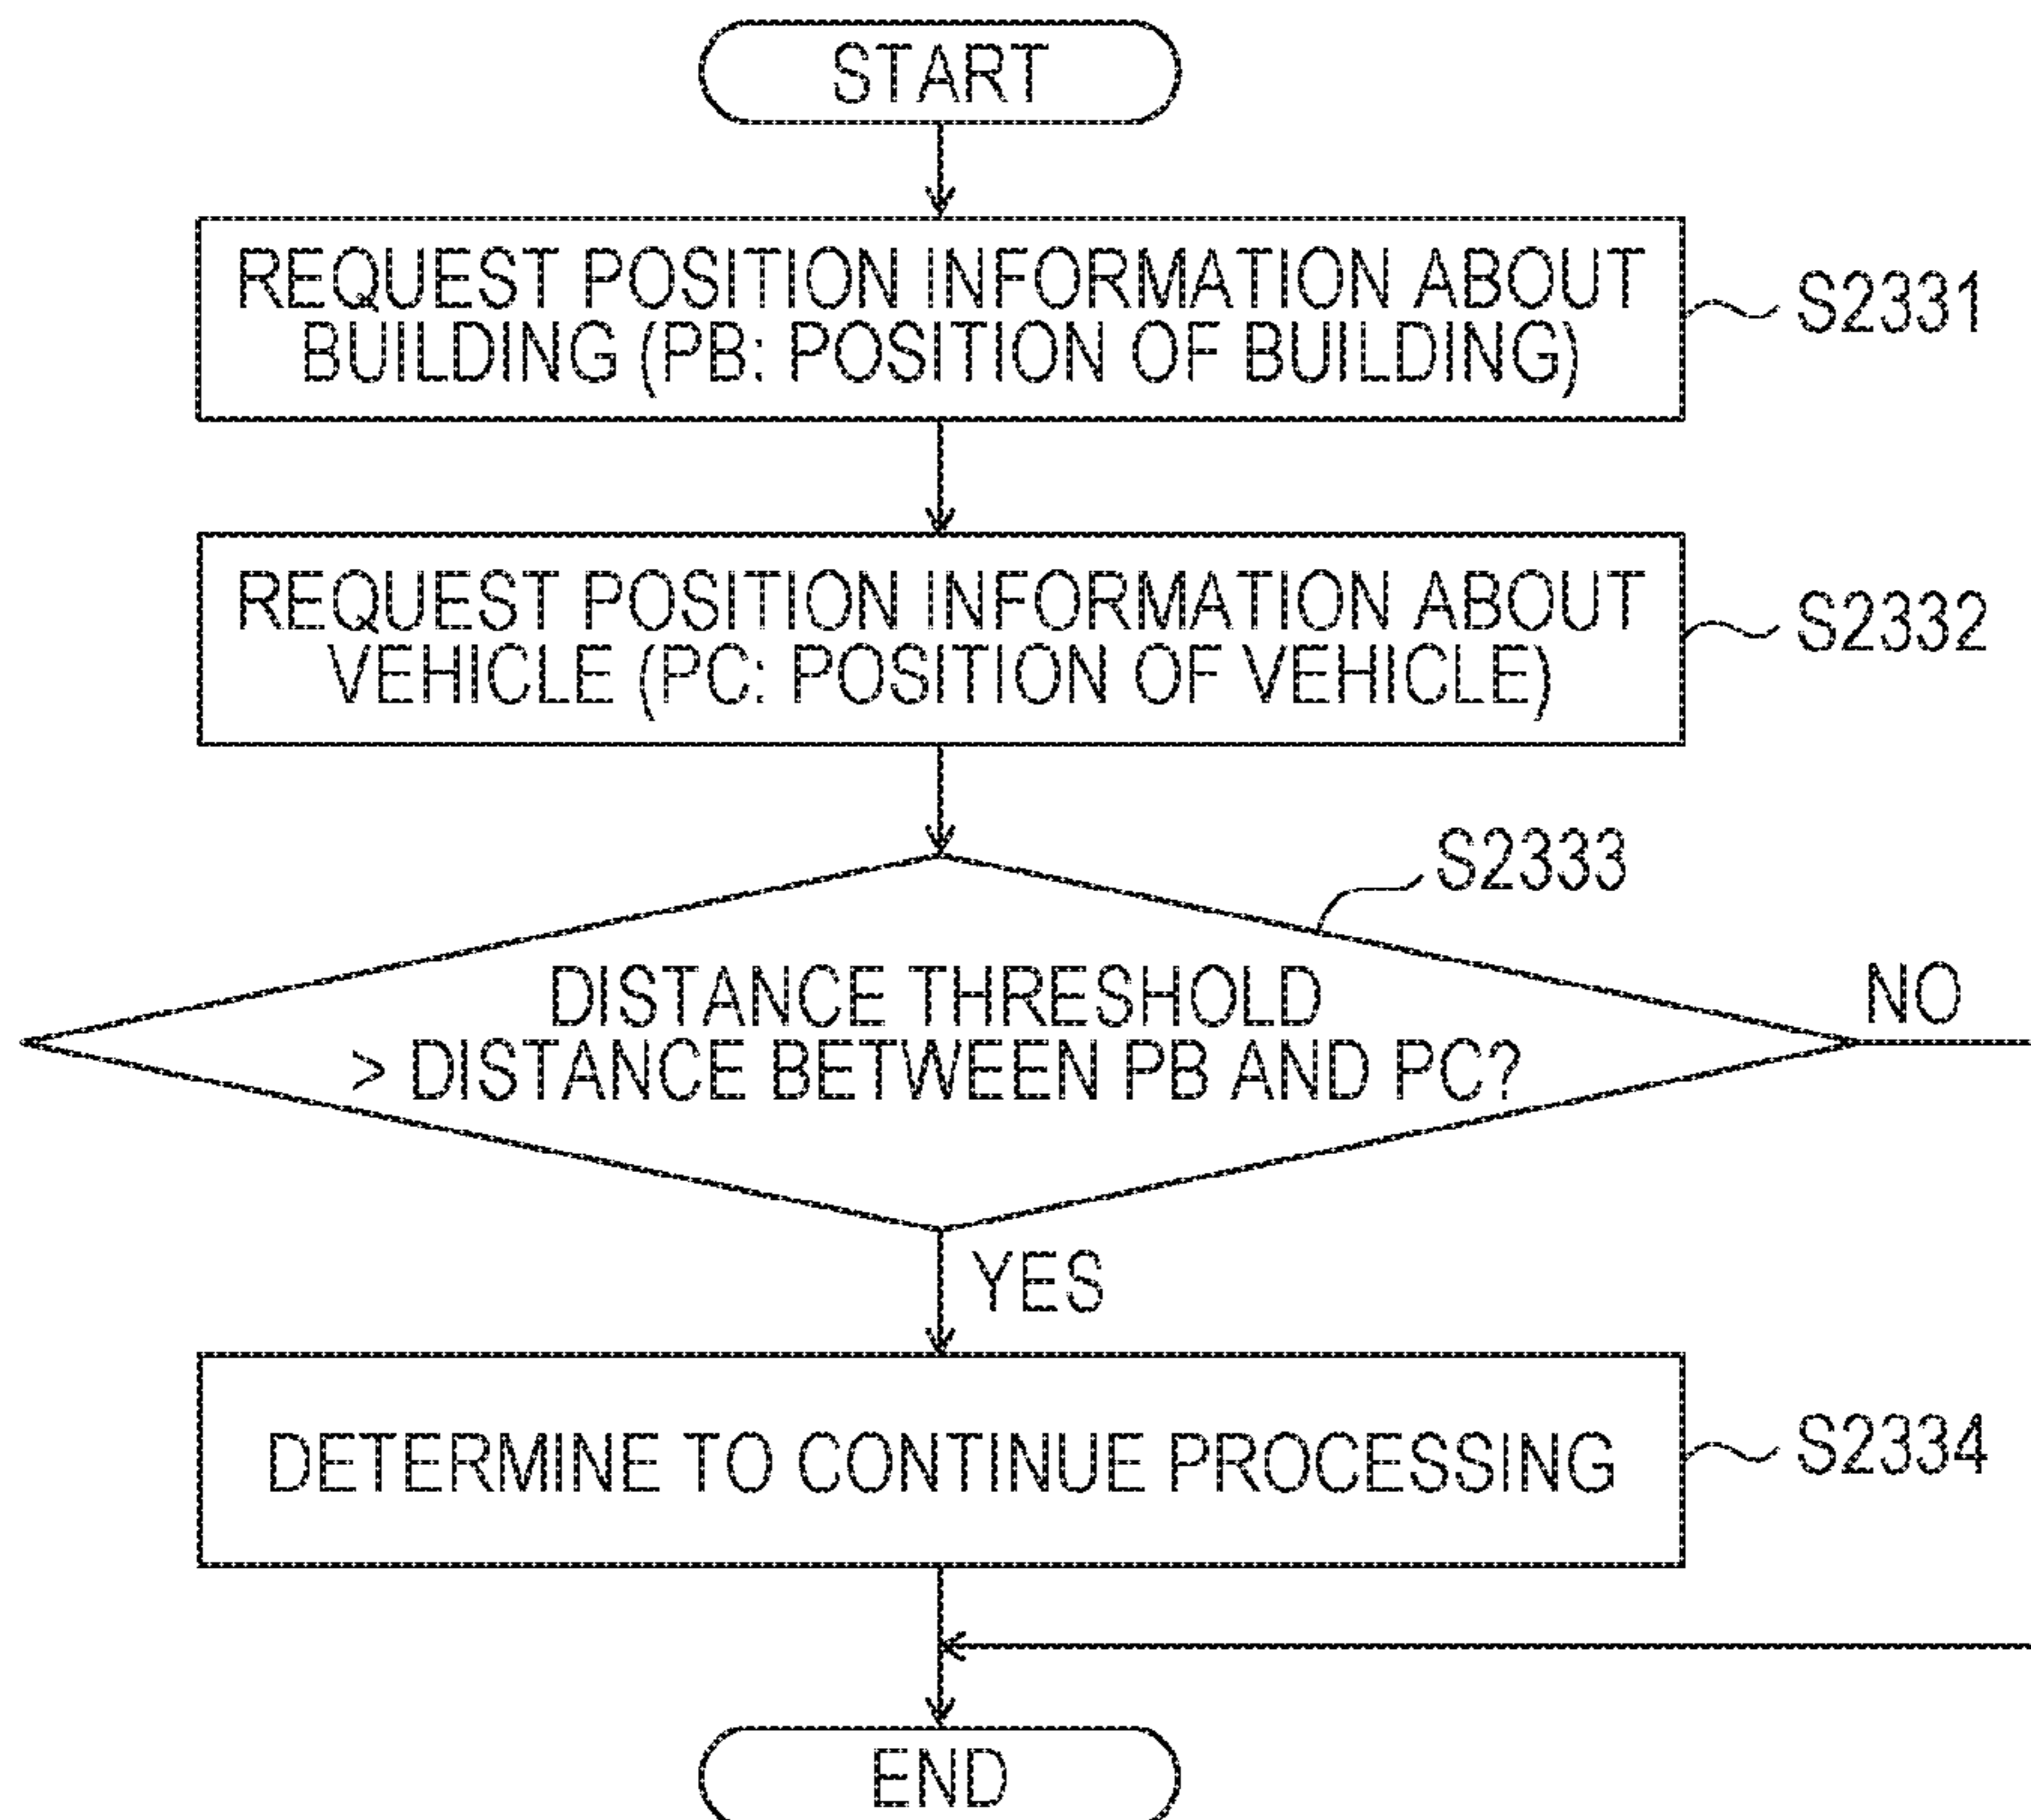 START
REQUEST POSITION INFORMATION ABOUT
BUILDING (PB: POSITION OF BUILDING)
S2331
REQUEST POSITION INFORMATION ABOUT
VEHICLE (PC: POSITION OF VEHICLE)
S2332
S2333
DISTANCE THRESHOLD
> DISTANCE BETWEEN PB AND PC?
NO
YES
DETERMINE TO CONTINUE PROCESSING
S2334
END